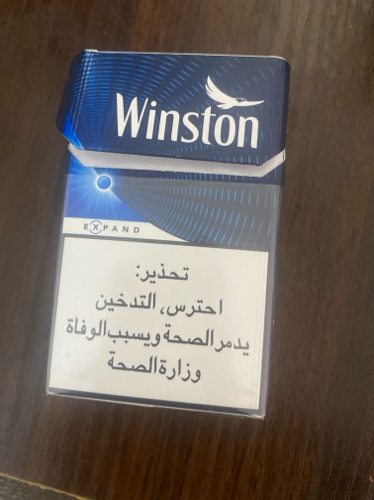 Winston
EXPAND
تحذير:
احترس، التدخين
يدمر الصحة ويسبب الوفاة
وزارة الصحة